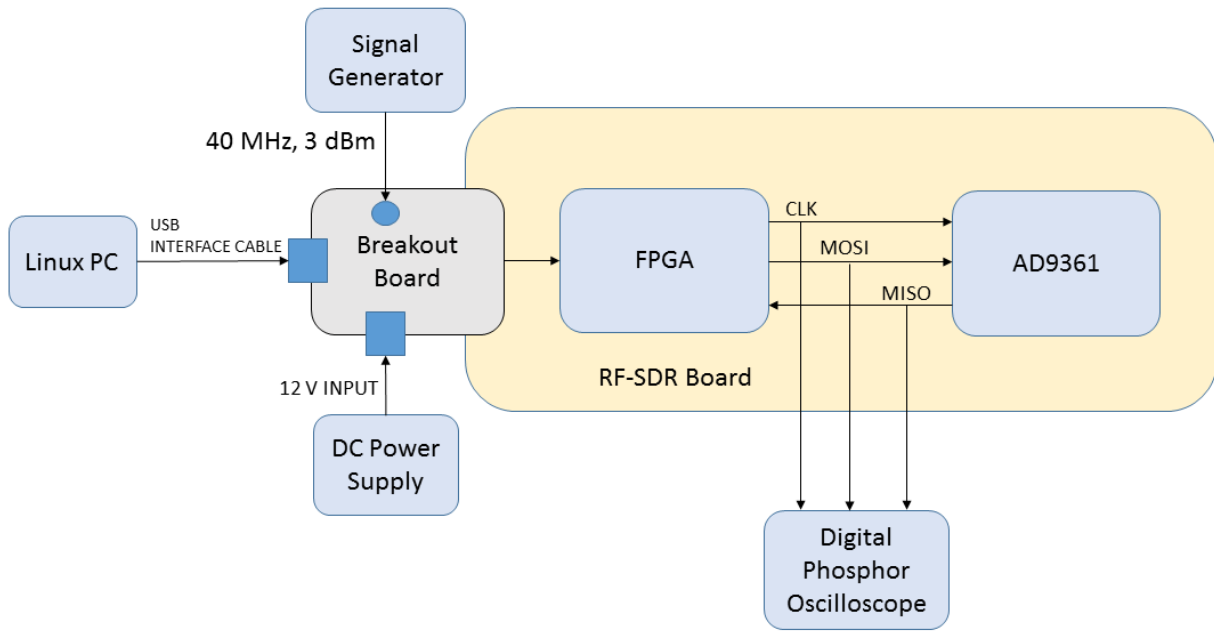 Signal
Generator
40 MHz, 3 dBm
USB
INTERFACE CABLE
Linux PC
Breakout
Board
FPGA
CLK
MOSI
MISO
AD9361
RF-SDR Board
12 V INPUT
DC Power
Supply
Digital
Phosphor
Oscilloscope